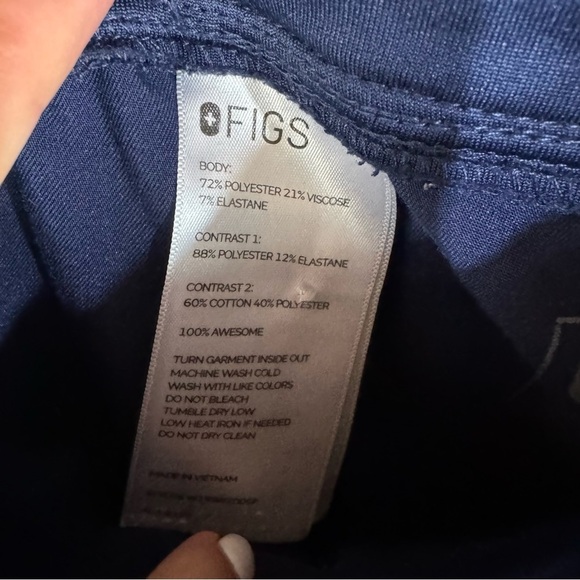 FIGS
BODY:
72% POLYESTER 21% VISCOSE
7% ELASTANE
CONTRAST 1:
88% POLYESTER 12% ELASTANE
CONTRAST 2:
60% COTTON 40% POLYESTER
100% AWESOME
TURN GARMENT INSIDE OUT
MACHINE WASH COLD
WASH WITH LIKE COLORS
DO NOT BLEACH
TUMBLE DRY LOW
LOW HEAT IRON IF NEEDED
DO NOT DRY CLEAN
MADE IN VIETNAM